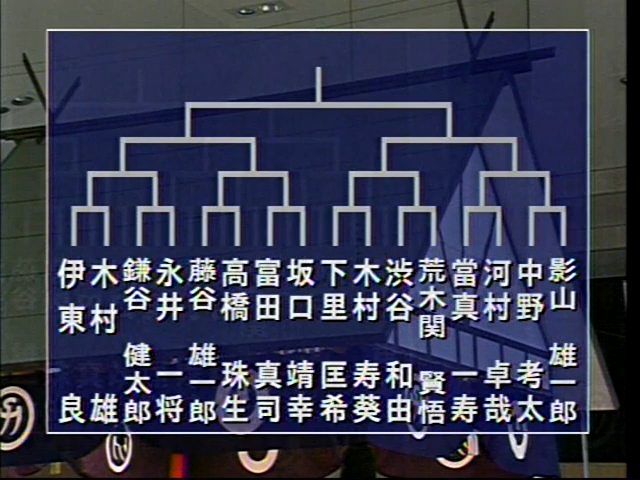 伊東良
木村雄
鎌谷健太郎
永井一将
藤谷雄一郎
高橋珠生
富田真司
坂口靖幸
下里匡希
木村寿葵
渋谷和由
荒木関賢悟
當真一寿
河村卓哉
中野考太
影山雄一郎